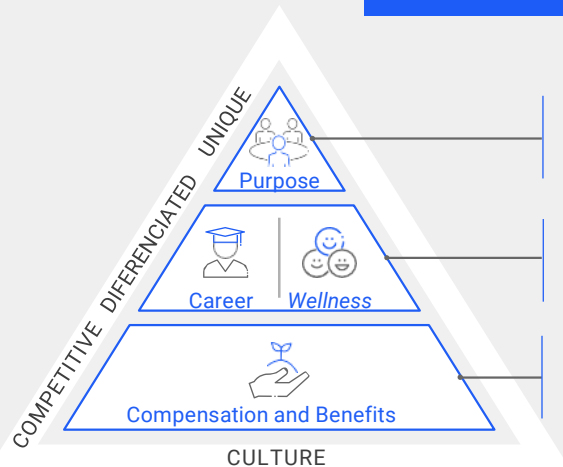 UNIQUE
DIFERENCIATED
COMPETITIVE
Purpose
Career
Wellness
Compensation and Benefits
CULTURE